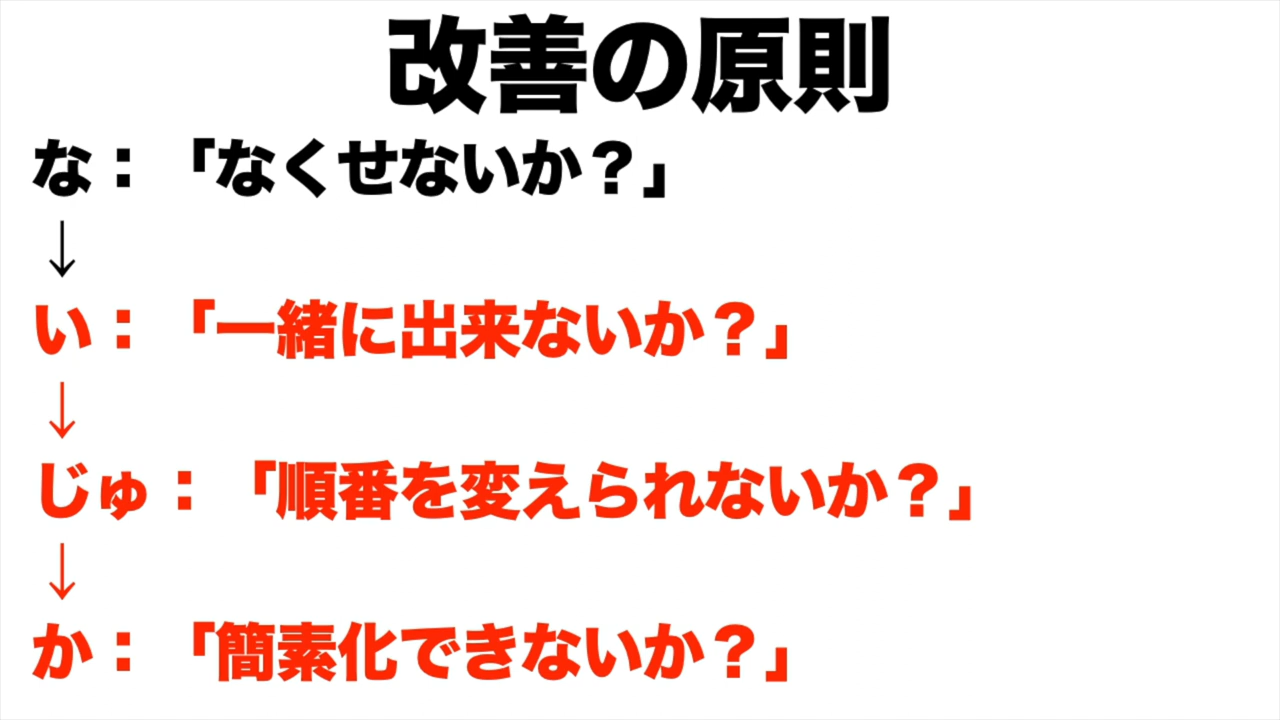 改善の原則
な：「なくせないか？」
↓
い：「一緒に出来ないか？」
↓
じゅ：「順番を変えられないか？」
↓
か：「簡素化できないか？」